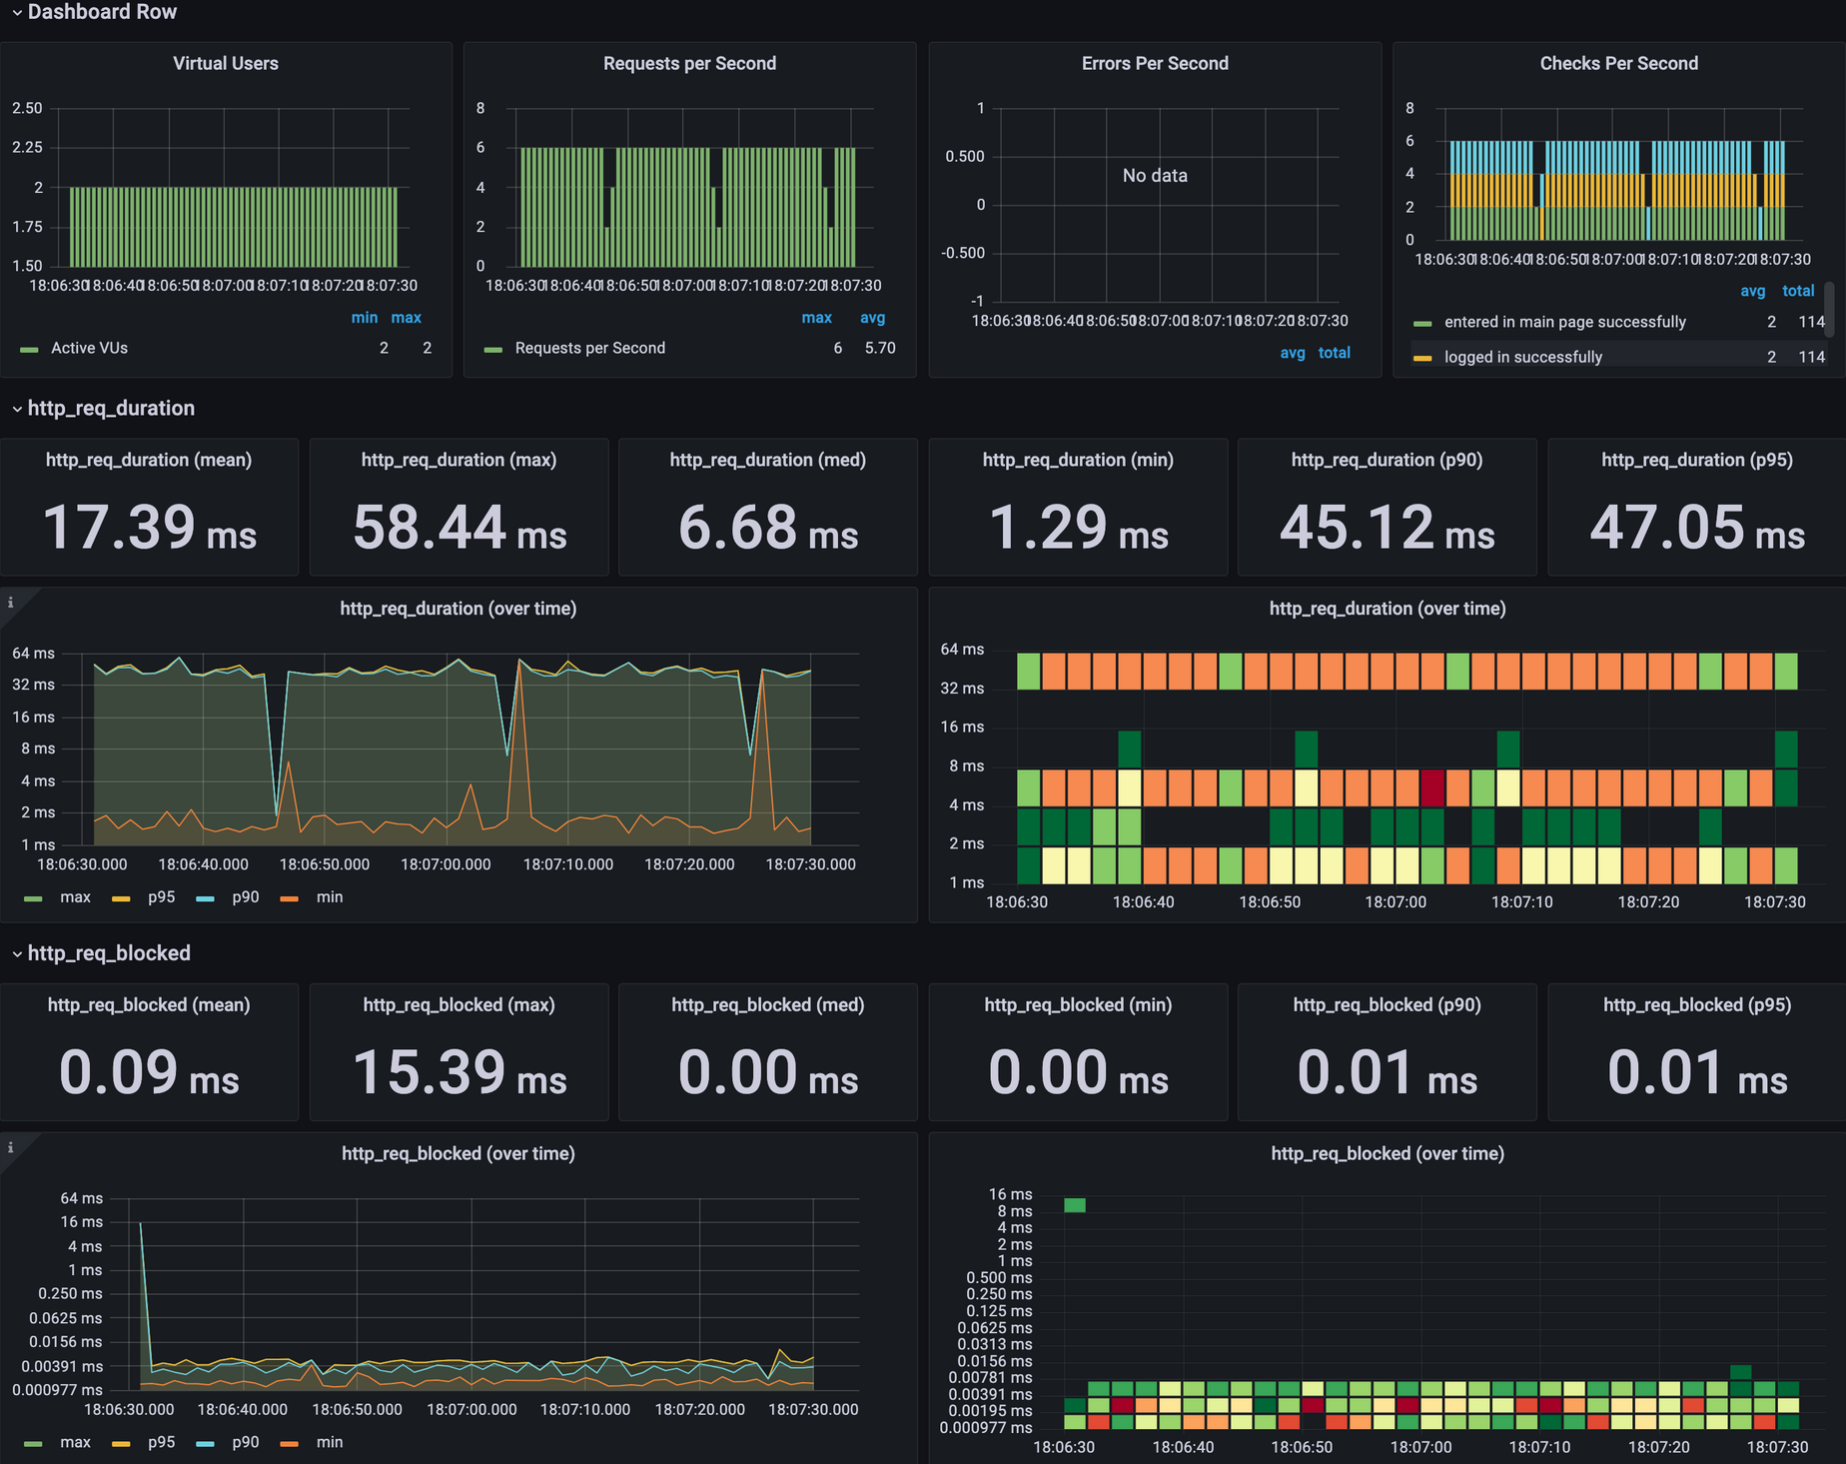 Dashboard Row
Virtual Users
2.50
2.25
2
1.75
1.50
18:06:30 18:06:40 18:06:50 18:07:00 18:07:10 18:07:20 18:07:30
min max
Active VUs 2 2
Requests per Second
8
6
4
2
0
18:06:30 18:06:40 18:06:50 18:07:00 18:07:10 18:07:20 18:07:30
max avg
Requests per Second 6 5.70
Errors Per Second
1
0.500
0
-0.500
-1
No data
18:06:30 18:06:40 18:06:50 18:07:00 18:07:10 18:07:20 18:07:30
avg total
Checks Per Second
8
6
4
2
0
18:06:30 18:06:40 18:06:50 18:07:00 18:07:10 18:07:20 18:07:30
avg total
entered in main page successfully 2 114
logged in successfully 2 114
http_req_duration
http_req_duration (mean)
17.39 ms
http_req_duration (max)
58.44 ms
http_req_duration (med)
6.68 ms
http_req_duration (min)
1.29 ms
http_req_duration (p90)
45.12 ms
http_req_duration (p95)
47.05 ms
i
http_req_duration (over time)
64 ms
32 ms
16 ms
8 ms
4 ms
2 ms
1 ms
18:06:30.000 18:06:40.000 18:06:50.000 18:07:00.000 18:07:10.000 18:07:20.000 18:07:30.000
max p95 p90 min
http_req_duration (over time)
64 ms
32 ms
16 ms
8 ms
4 ms
2 ms
1 ms
18:06:30 18:06:40 18:06:50 18:07:00 18:07:10 18:07:20 18:07:30
http_req_blocked
http_req_blocked (mean)
0.09 ms
http_req_blocked (max)
15.39 ms
http_req_blocked (med)
0.00 ms
http_req_blocked (min)
0.00 ms
http_req_blocked (p90)
0.01 ms
http_req_blocked (p95)
0.01 ms
i
http_req_blocked (over time)
64 ms
16 ms
4 ms
1 ms
0.250 ms
0.0625 ms
0.0156 ms
0.00391 ms
0.000977 ms
18:06:30.000 18:06:40.000 18:06:50.000 18:07:00.000 18:07:10.000 18:07:20.000 18:07:30.000
max p95 p90 min
http_req_blocked (over time)
16 ms
8 ms
4 ms
2 ms
1 ms
0.500 ms
0.250 ms
0.125 ms
0.0625 ms
0.0313 ms
0.0156 ms
0.00781 ms
0.00391 ms
0.00195 ms
0.000977 ms
18:06:30 18:06:40 18:06:50 18:07:00 18:07:10 18:07:20 18:07:30